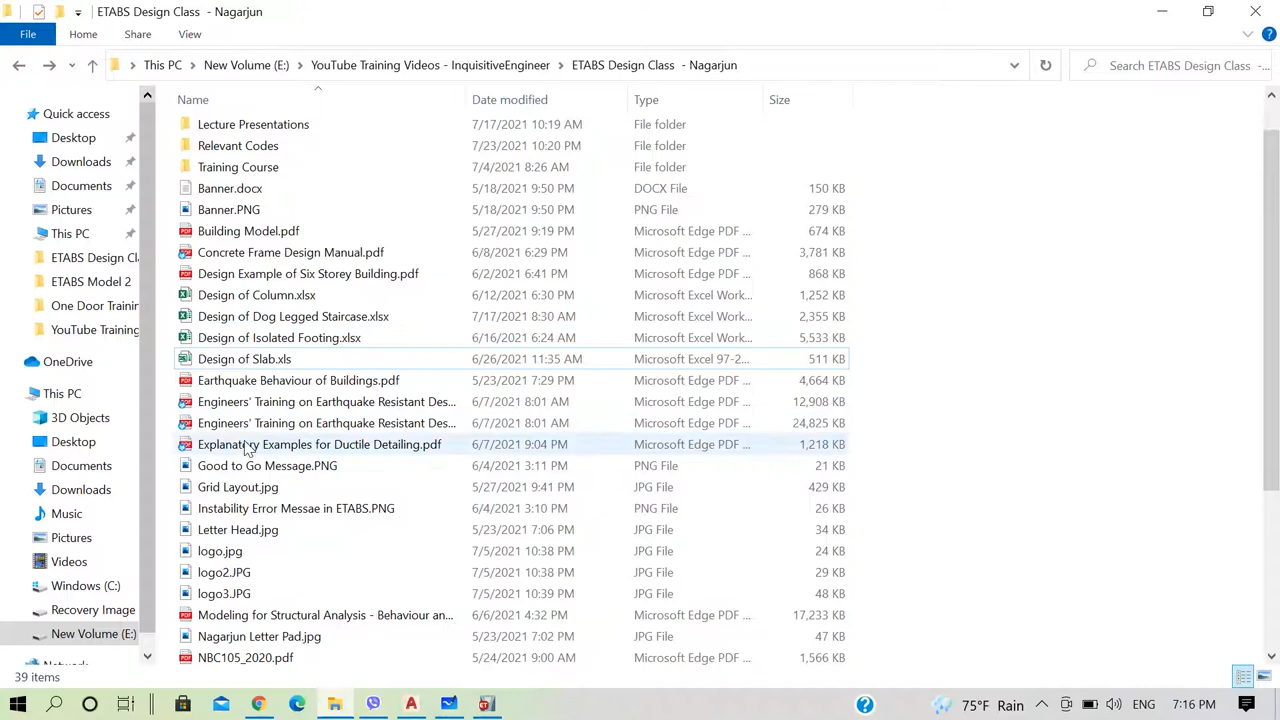 ETABS Design Class - Nagarjun
File Home Share View
This PC > New Volume (E:) > YouTube Training Videos - InquisitiveEngineer > ETABS Design Class - Nagarjun
Search ETABS Design Class -...
Name Date modified Type Size
Quick access
Desktop
Downloads
Documents
Pictures
This PC
ETABS Design Cl
ETABS Model 2
One Door Trainin
YouTube Training
OneDrive
This PC
3D Objects
Desktop
Documents
Downloads
Music
Pictures
Videos
Windows (C:)
Recovery Image
New Volume (E:)
Network
Lecture Presentations 7/17/2021 10:19 AM File folder
Relevant Codes 7/23/2021 10:20 PM File folder
Training Course 7/4/2021 8:26 AM File folder
Banner.docx 5/18/2021 9:50 PM DOCX File 150 KB
Banner.PNG 5/18/2021 9:50 PM PNG File 279 KB
Building Model.pdf 5/27/2021 9:19 PM Microsoft Edge PDF ... 674 KB
Concrete Frame Design Manual.pdf 6/8/2021 6:29 PM Microsoft Edge PDF ... 3,781 KB
Design Example of Six Storey Building.pdf 6/2/2021 6:41 PM Microsoft Edge PDF ... 868 KB
Design of Column.xlsx 6/12/2021 6:30 PM Microsoft Excel Work... 1,252 KB
Design of Dog Legged Staircase.xlsx 7/17/2021 8:30 AM Microsoft Excel Work... 2,355 KB
Design of Isolated Footing.xlsx 6/16/2021 6:24 AM Microsoft Excel Work... 5,533 KB
Design of Slab.xls 6/26/2021 11:35 AM Microsoft Excel 97-2... 511 KB
Earthquake Behaviour of Buildings.pdf 5/23/2021 7:29 PM Microsoft Edge PDF ... 4,664 KB
Engineers' Training on Earthquake Resistant Des... 6/7/2021 8:01 AM Microsoft Edge PDF ... 12,908 KB
Engineers' Training on Earthquake Resistant Des... 6/7/2021 8:01 AM Microsoft Edge PDF ... 24,825 KB
Explanatory Examples for Ductile Detailing.pdf 6/7/2021 9:04 PM Microsoft Edge PDF ... 1,218 KB
Good to Go Message.PNG 6/4/2021 3:11 PM PNG File 21 KB
Grid Layout.jpg 5/27/2021 9:41 PM JPG File 429 KB
Instability Error Messae in ETABS.PNG 6/4/2021 3:10 PM PNG File 26 KB
Letter Head.jpg 5/23/2021 7:06 PM JPG File 34 KB
logo.jpg 7/5/2021 10:38 PM JPG File 24 KB
logo2.JPG 7/5/2021 10:38 PM JPG File 29 KB
logo3.JPG 7/5/2021 10:39 PM JPG File 48 KB
Modeling for Structural Analysis - Behaviour an... 6/6/2021 4:32 PM Microsoft Edge PDF ... 17,233 KB
Nagarjun Letter Pad.jpg 5/23/2021 7:02 PM JPG File 47 KB
NBC105_2020.pdf 5/24/2021 9:00 AM Microsoft Edge PDF ... 1,566 KB
39 items
75°F Rain ENG 7:16 PM